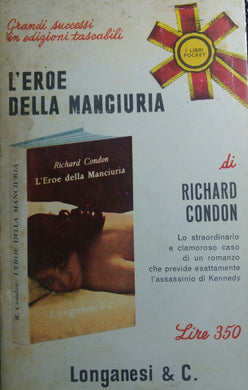 Grandi successi
in edizioni tascabili
I LIBRI
POCKET
L'EROE
DELLA MANCIURIA
Richard Condon
L'Eroe della Manciuria
R. Condon: L'EROE DELLA MANCIURIA
Longanesi & C.
di
RICHARD
CONDON
Lo straordinario
e clamoroso caso
di un romanzo
che previde esattamente
l'assassinio di Kennedy
Lire 350
Longanesi & C.